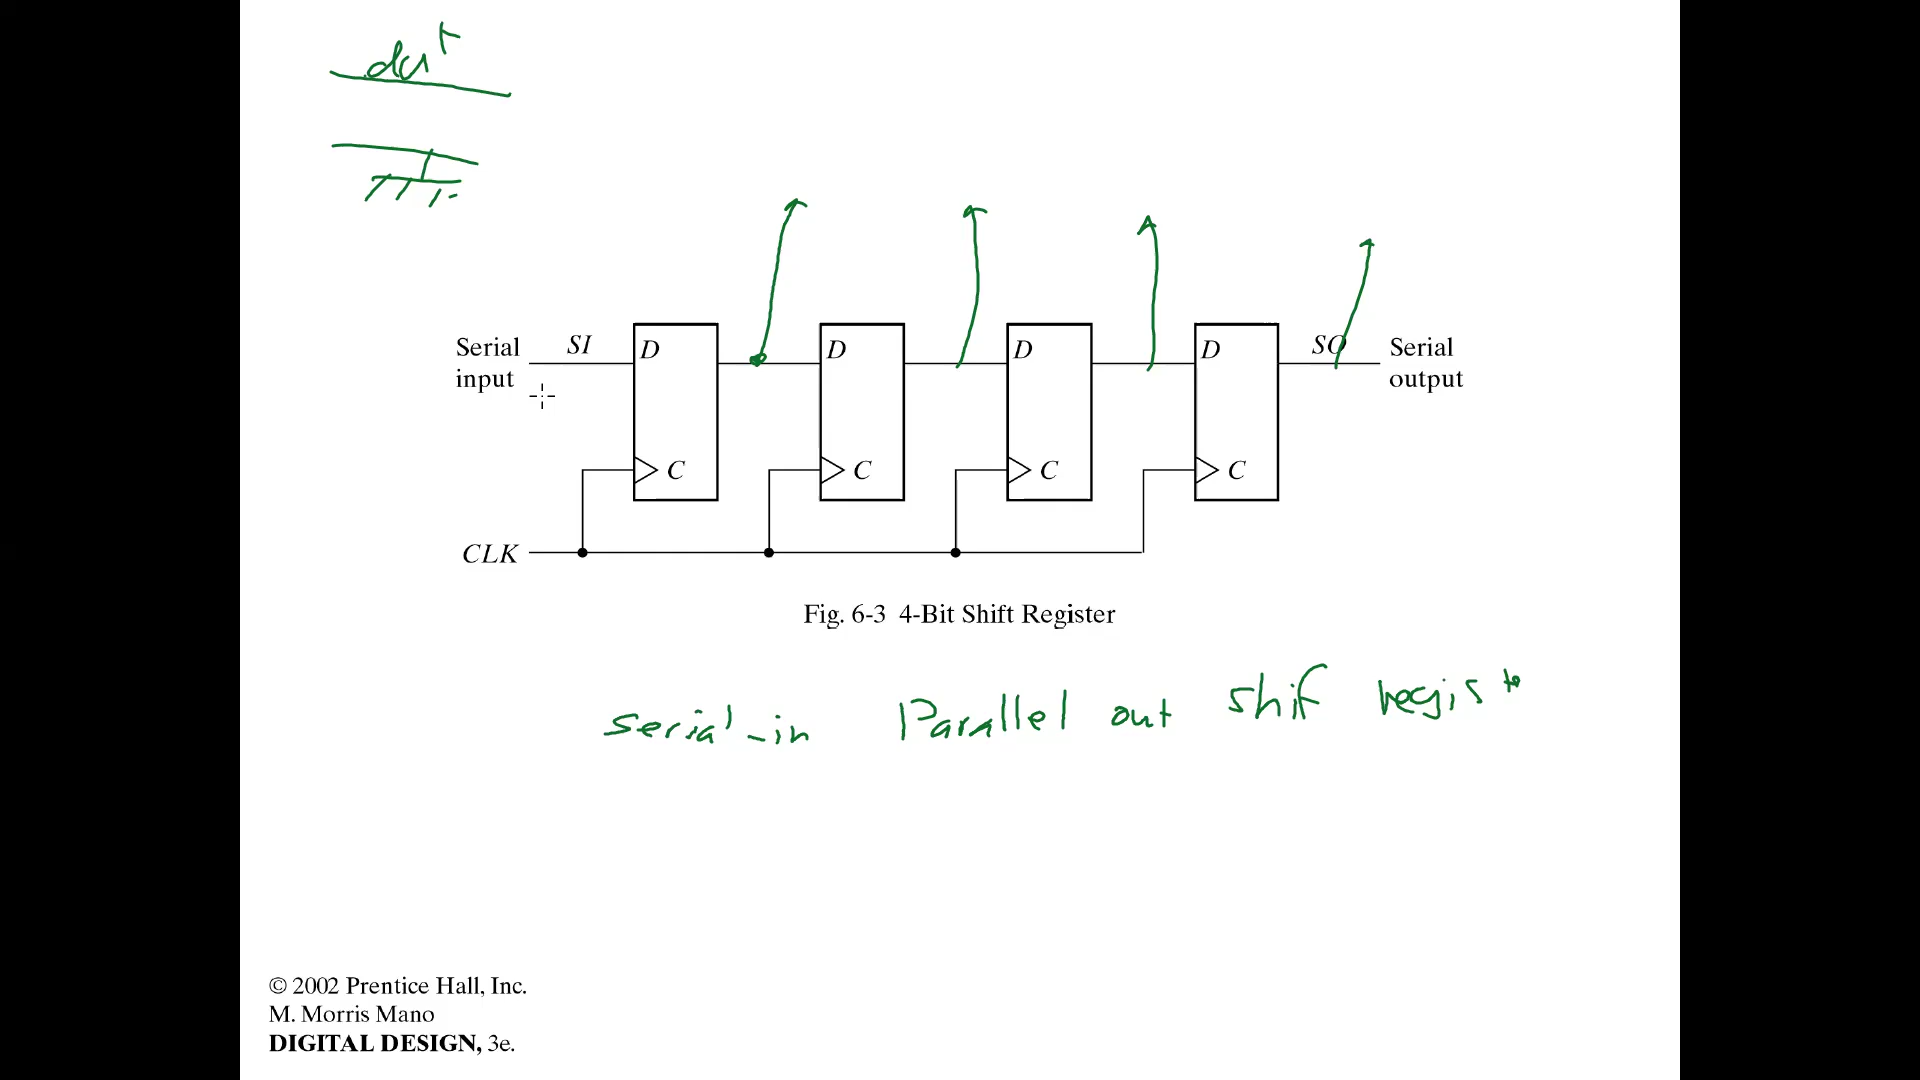 dat
Serial SI D D D D SO Serial
input output
C C C C
CLK
Fig. 6-3 4-Bit Shift Register
serial-in Parallel out shif regist
© 2002 Prentice Hall, Inc.
M. Morris Mano
DIGITAL DESIGN, 3e.